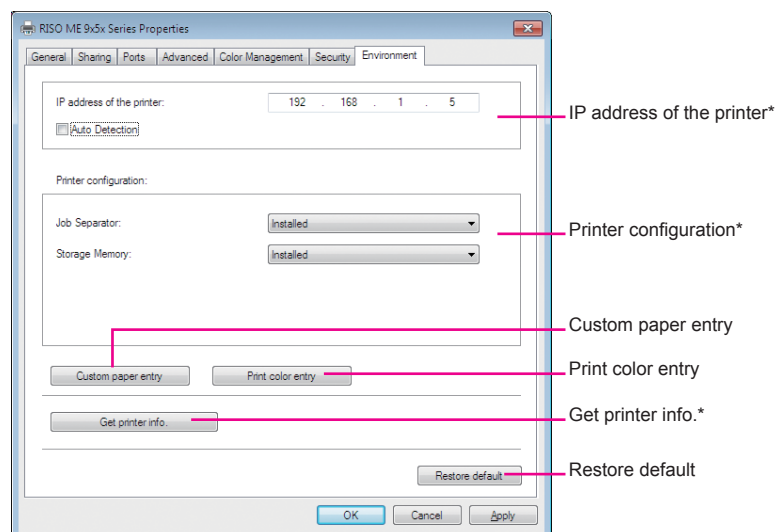 RISO ME 9x5x Series Properties
General Sharing Ports Advanced Color Management Security Environment
IP address of the printer: 192 . 168 . 1 . 5
Auto Detection
IP address of the printer*
Printer configuration:
Job Separator: Installed
Printer configuration*
Storage Memory: Installed
Custom paper entry
Custom paper entry Print color entry
Print color entry
Get printer info.
Get printer info.*
Restore default
Restore default
OK Cancel Apply